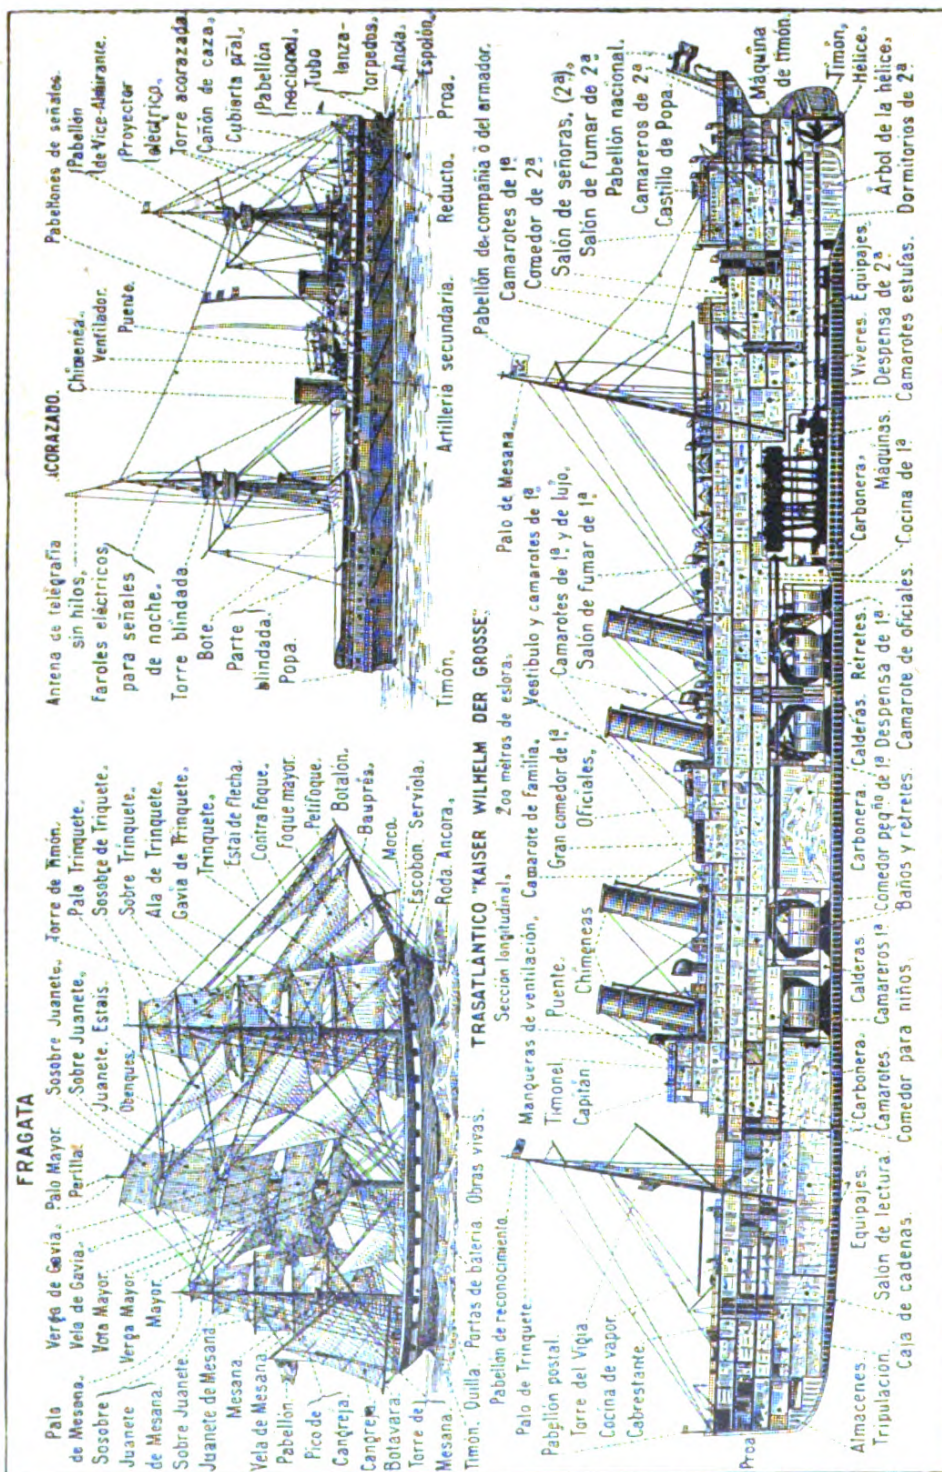 FRAGATA
Palo
de Mesana.
Sosobre
Juanete
de Mesana.
Sobre Juanete
Juanete de Mesana
Mesana
Vela de Mesana
Pabellón
Pico de
Cangreja
Cangreja
Botavara
Torre de
Mesana
Verga de Gavia.
Vela de Gavia
Vota Mayor
Verga Mayor
Mayor
Palo Mayor.
Perilla
Sosobre Juanete.
Sobre Juanete.
Juanete. Estais.
Obenques
Torre de Timón.
Palo Trinquete.
Sosobre de Triquete.
Sobre Trinquete.
Ala de Trinquete.
Gavia de Trinquete.
Trinquete.
Estai de flecha.
Contra foque.
Foque mayor.
Petifoque.
Botalón.
Bauprés.
Moco.
Escobón. Serviola.
Roda. Ancora.
Timón. Quilla. Portas de batería. Obras vivas.
ACORAZADO.
Antena de telegrafía
sin hilos.
Faroles eléctricos
para señales
de noche.
Torre blindada.
Bote.
Parte
blindada
Popa.
Timón.
Chimenea.
Ventilador.
Puente.
Pabellones de señales.
Pabellón
de Vice-Almirante.
Proyector
eléctrico.
Torre acorazada
Cañón de caza.
Cubierta pñal.
Pabellón
nacional.
Tubo
lanza-
Torpedos.
Ancla.
Espolón.
Proa.
Reducto.
Artillería secundaria.
TRASATLÁNTICO "KAISER WILHELM DER GROSSE".
Sección longitudinal. 200 metros de eslora.
Pabellón de reconocimiento.
Palo de Trinquete
Pabellón postal
Torre del Vigía
Cocina de vapor.
Cabrestante.
Proa
Mangueras de ventilación.
Timonel
Capitán
Puente.
Chimeneas
Camarote de Familia.
Gran comedor de 1ª
Oficiales.
Vestíbulo y camarotes de 1ª
Camarotes de 1ª y de lujo.
Salón de Fumar de 1ª
Palo de Mesana
Pabellón de compañía ó del armador.
Camarotes de 1ª
Comedor de 2ª
Salón de señoras. (2ª)
Salón de Fumar de 2ª
Pabellón nacional.
Camareros de 2ª
Castillo de Popa.
Máquina
de timón.
Timón.
Hélice.
Árbol de la hélice.
Dormitorios de 2ª
Almacenes.
Tripulación.
Caja de cadenas.
Equipajes.
Salón de lectura.
Carbonera.
Camarotes.
Comedor para niños
Calderas
Camareros 1ª
Carbonera. Calderas. Retretes.
Comedor peqño de 1ª Despensa de 1ª
Baños y retretes. Camarote de oficiales.
Carbonera.
Máquinas.
Cocina de 1ª
Víveres. Equipajes.
Despensa de 2ª
Camarotes estufas.